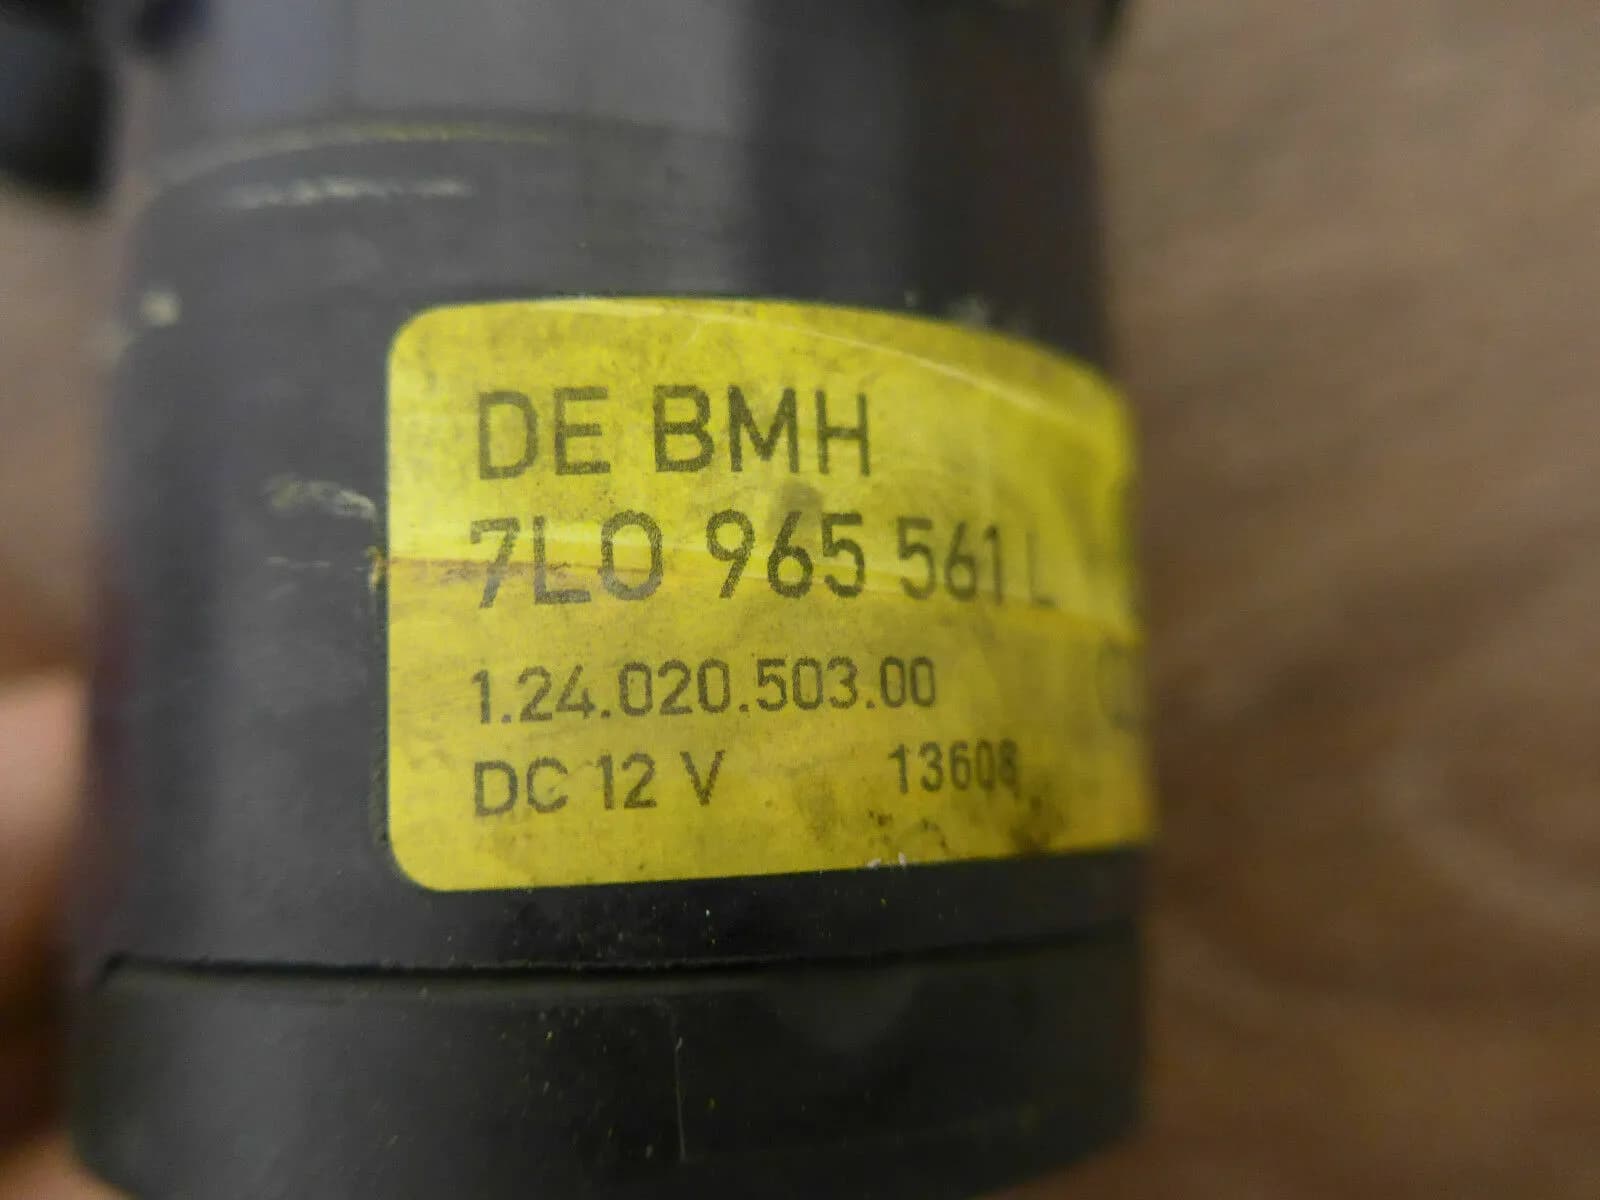 DE BMH
7L0 965 561 L
1.24.020.503.00
DC 12 V 13608